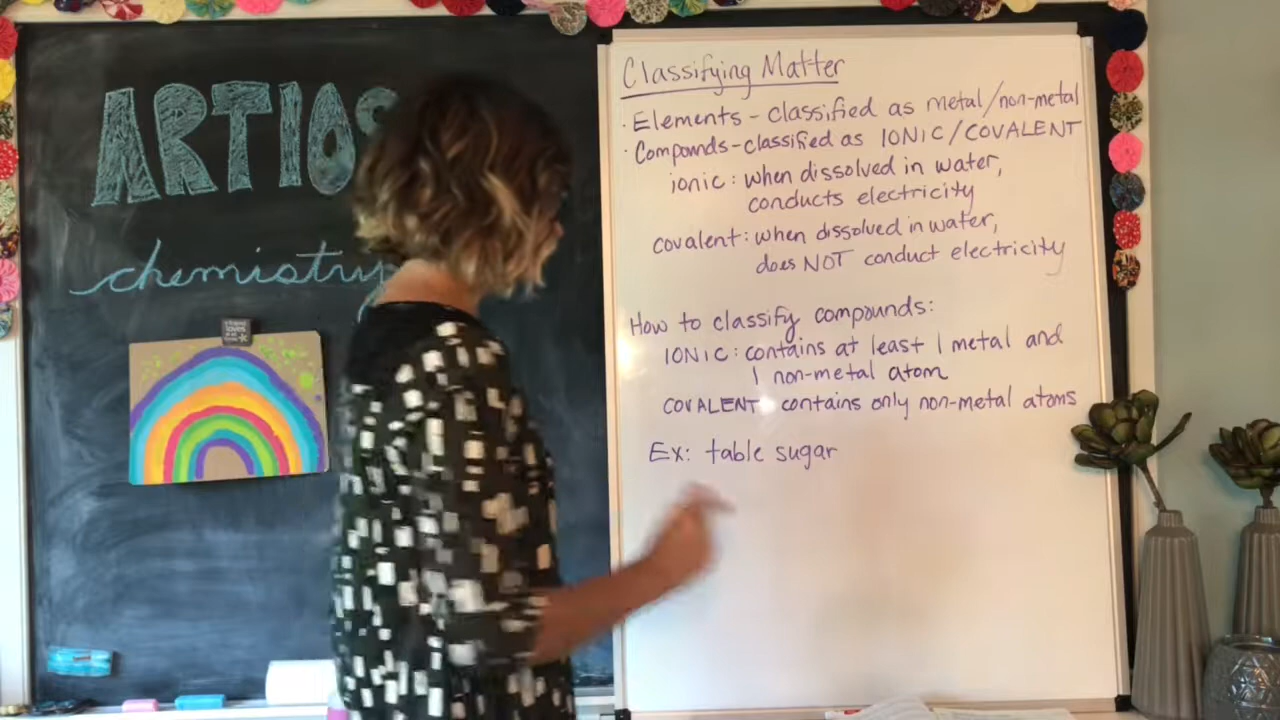 ARTIOS
chemistry
Classifying Matter
· Elements - classified as metal/non-metal
· Compounds - classified as IONIC/COVALENT
ionic: when dissolved in water,
conducts electricity
covalent: when dissolved in water,
does NOT conduct electricity
How to classify compounds:
IONIC: contains at least 1 metal and
1 non-metal atom
COVALENT: contains only non-metal atoms
Ex: table sugar